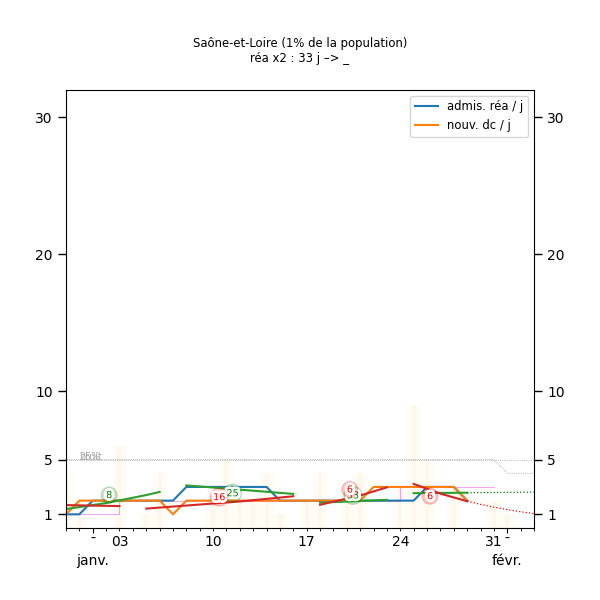 Saône-et-Loire (1% de la population)
réa x2 : 33 j –> _
admis. réa / j
nouv. dc / j
30 30
20 20
10 10
5 5
1 1
8
16
25
6
6
- 03 10 17 24 31 -
janv. févr.